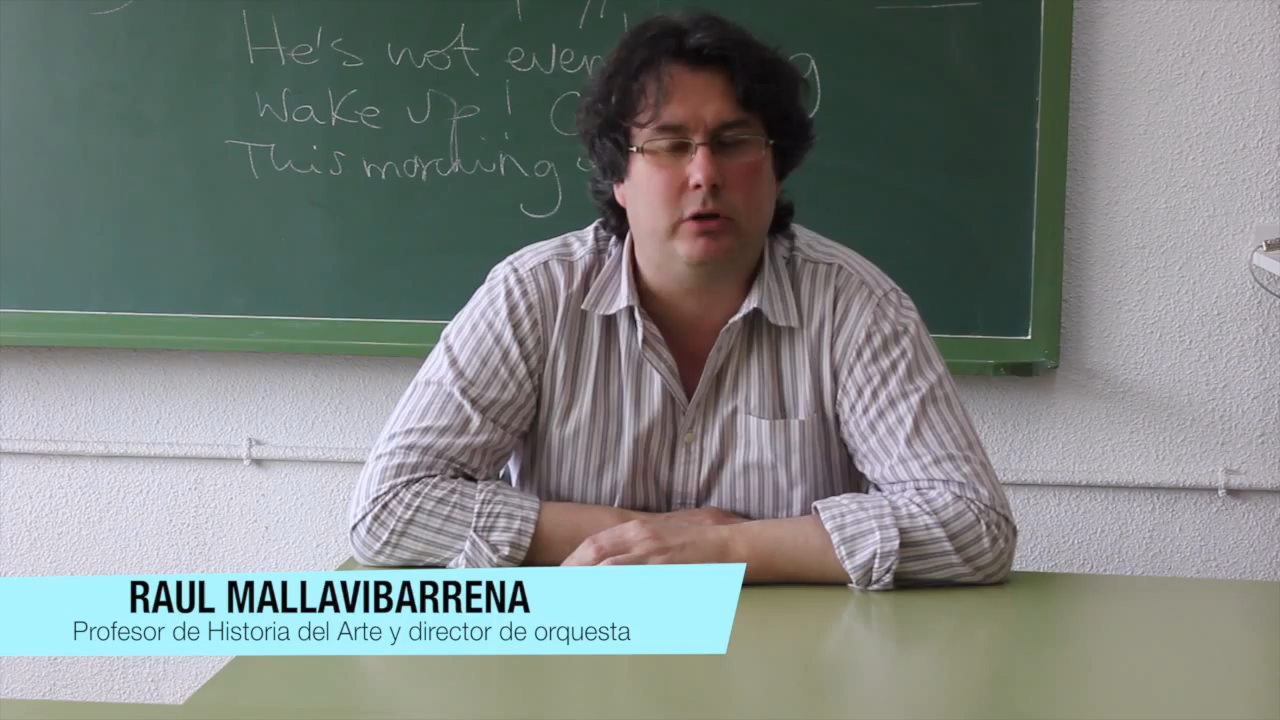 He's not even
Wake up!
This morning
RAUL MALLAVIBARRENA
Profesor de Historia del Arte y director de orquesta